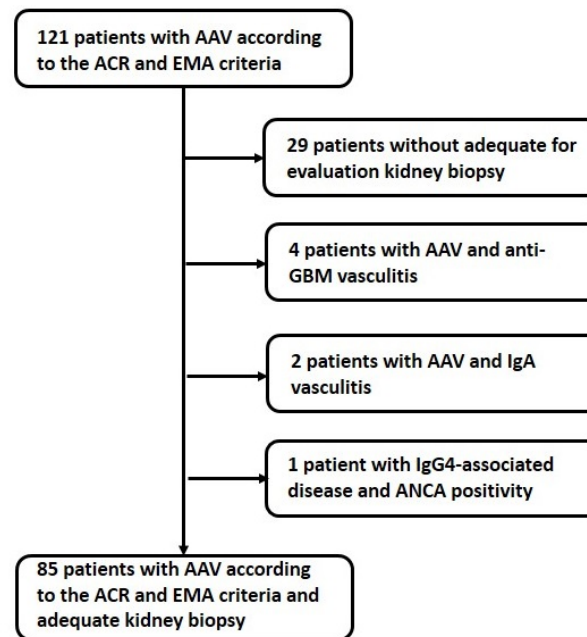 121 patients with AAV according
to the ACR and EMA criteria
29 patients without adequate for
evaluation kidney biopsy
4 patients with AAV and anti-
GBM vasculitis
2 patients with AAV and IgA
vasculitis
1 patient with IgG4-associated
disease and ANCA positivity
85 patients with AAV according
to the ACR and EMA criteria and
adequate kidney biopsy